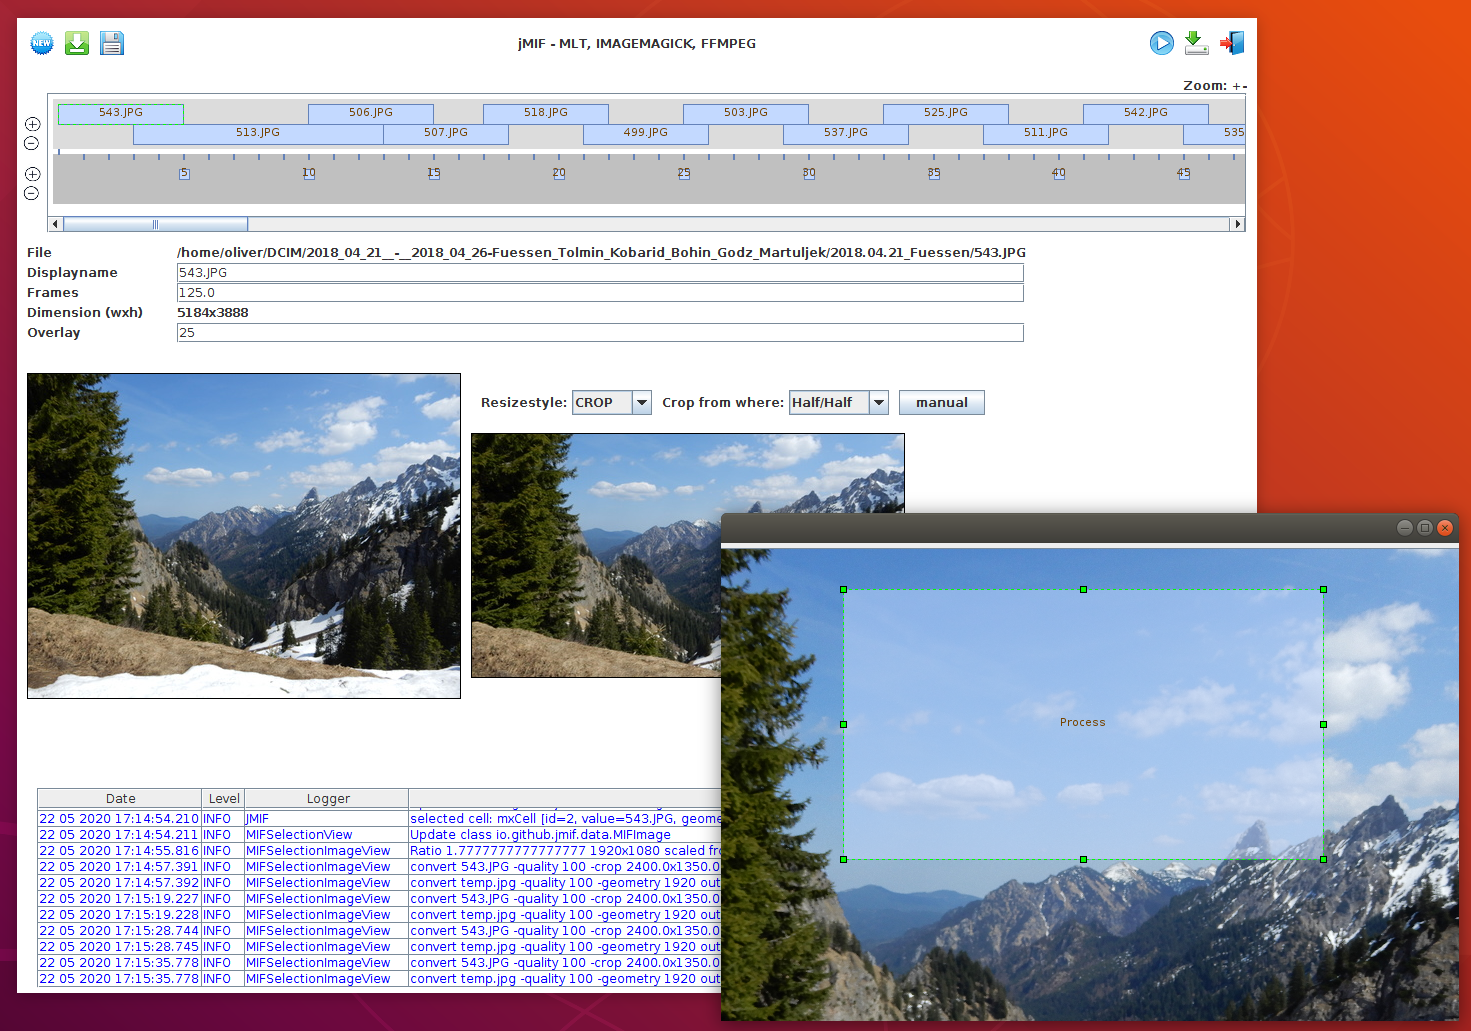 NEW
jMIF - MLT, IMAGEMAGICK, FFMPEG
Zoom: +-
543.JPG 506.JPG 518.JPG 503.JPG 525.JPG 542.JPG
513.JPG 507.JPG 499.JPG 537.JPG 511.JPG 535
5 10 15 20 25 30 35 40 45
File /home/oliver/DCIM/2018_04_21__-__2018_04_26-Fuessen_Tolmin_Kobarid_Bohin_Godz_Martuljek/2018.04.21_Fuessen/543.JPG
Displayname 543.JPG
Frames 125.0
Dimension (wxh) 5184x3888
Overlay 25
Resizestyle: CROP Crop from where: Half/Half manual
Process
Date Level Logger
22 05 2020 17:14:54.210 INFO JMIF selected cell: mxCell [id=2, value=543.JPG, geome
22 05 2020 17:14:54.211 INFO MIFSelectionView Update class io.github.jmif.data.MIFImage
22 05 2020 17:14:55.816 INFO MIFSelectionImageView Ratio 1.7777777777777777 1920x1080 scaled fro
22 05 2020 17:14:57.391 INFO MIFSelectionImageView convert 543.JPG -quality 100 -crop 2400.0x1350.0
22 05 2020 17:14:57.392 INFO MIFSelectionImageView convert temp.jpg -quality 100 -geometry 1920 out
22 05 2020 17:15:19.227 INFO MIFSelectionImageView convert 543.JPG -quality 100 -crop 2400.0x1350.0
22 05 2020 17:15:19.228 INFO MIFSelectionImageView convert temp.jpg -quality 100 -geometry 1920 out
22 05 2020 17:15:28.744 INFO MIFSelectionImageView convert 543.JPG -quality 100 -crop 2400.0x1350.0
22 05 2020 17:15:28.745 INFO MIFSelectionImageView convert temp.jpg -quality 100 -geometry 1920 out
22 05 2020 17:15:35.778 INFO MIFSelectionImageView convert 543.JPG -quality 100 -crop 2400.0x1350.0
22 05 2020 17:15:35.778 INFO MIFSelectionImageView convert temp.jpg -quality 100 -geometry 1920 out